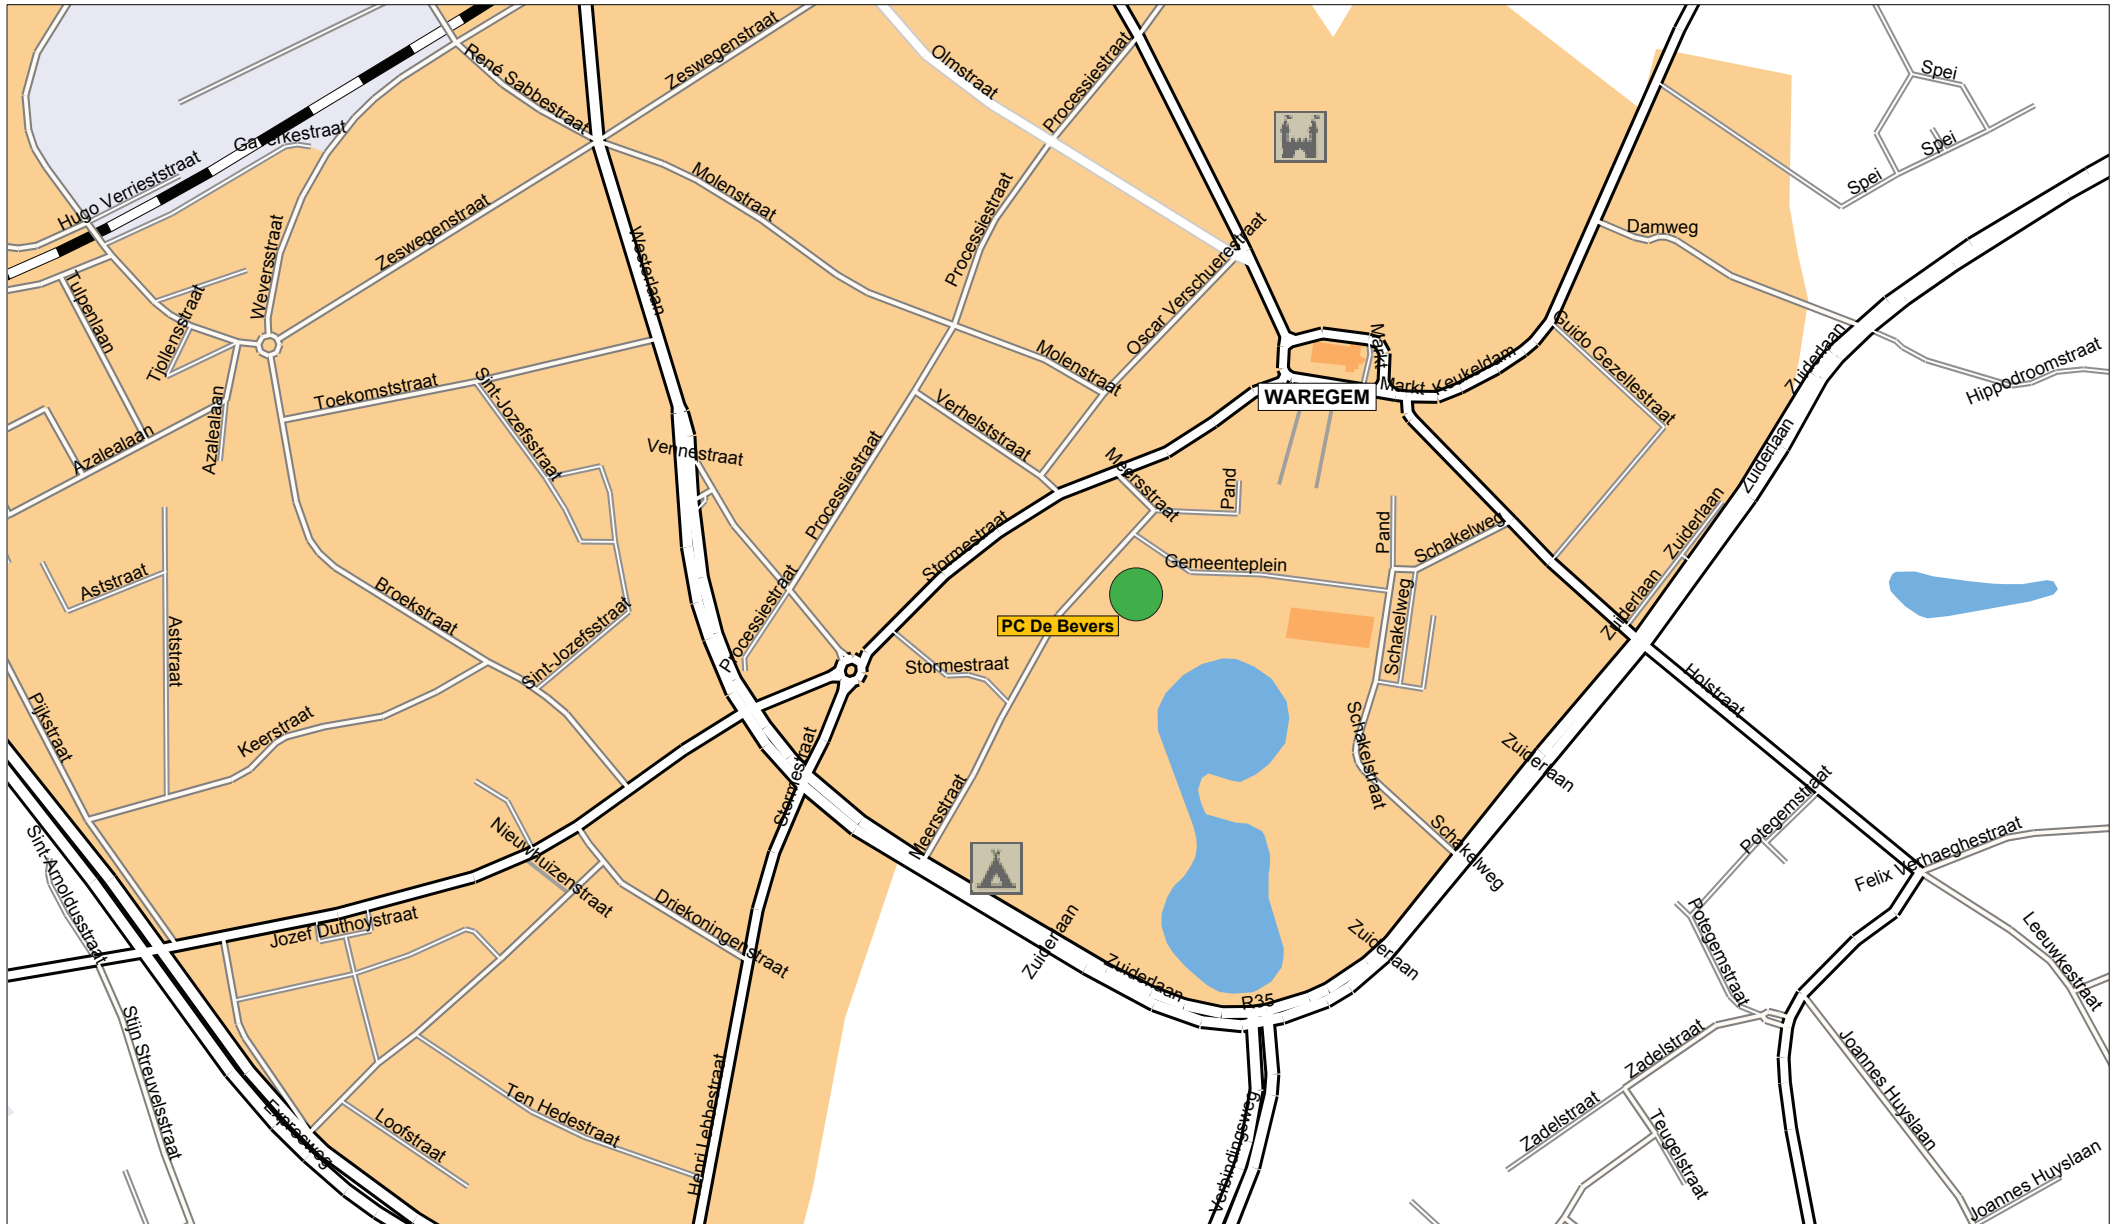 René Sabbestraat
Zeswegenstraat
Olmstraat
Processiestraat
Spei
Spei
Spei
Gaverkestraat
Hugo Verrieststraat
Zeswegenstraat
Weversstraat
Molenstraat
Processiestraat
Oscar Verschuerestraat
Damweg
Westerlaan
Tulpenlaan
Tjollensstraat
Molenstraat
Markt
Markt
Keukeldam
Guido Gezellestraat
Zuiderlaan
Hippodroomstraat
Toekomststraat
Sint-Jozefsstraat
Azalealaan
Azalealaan
Verhelststraat
WAREGEM
Vennestraat
Processiestraat
Meersstraat
Pand
Pand
Schakelweg
Zuiderlaan
Zuiderlaan
Zuiderlaan
Stormestraat
Gemeenteplein
Aststraat
Aststraat
Broekstraat
Sint-Jozefsstraat
Processiestraat
PC De Bevers
Stormestraat
Schakelweg
Holstraat
Pijkstraat
Keerstraat
Stormestraat
Schakelstraat
Zuiderlaan
Meersstraat
Potegemstraat
Schakelweg
Felix Verhaeghestraat
Sint-Arnoldusstraat
Nieuwhuizenstraat
Driekoningenstraat
Jozef Duthoystraat
Zuiderlaan
Zuiderlaan
Zuiderlaan
R35
Potegemstraat
Leeuwkestraat
Stijn Streuvelsstraat
Zadelstraat
Zadelstraat
Joannes Huyslaan
Expresweg
Loofstraat
Ten Hedestraat
Henri Lebbestraat
Verbindingsweg
Teugelstraat
Joannes Huyslaan